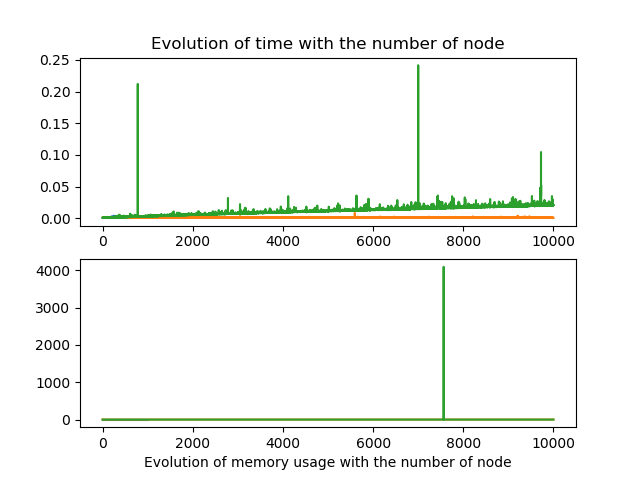 Evolution of time with the number of node
0.25
0.20
0.15
0.10
0.05
0.00
0 2000 4000 6000 8000 10000
4000
3000
2000
1000
0
0 2000 4000 6000 8000 10000
Evolution of memory usage with the number of node